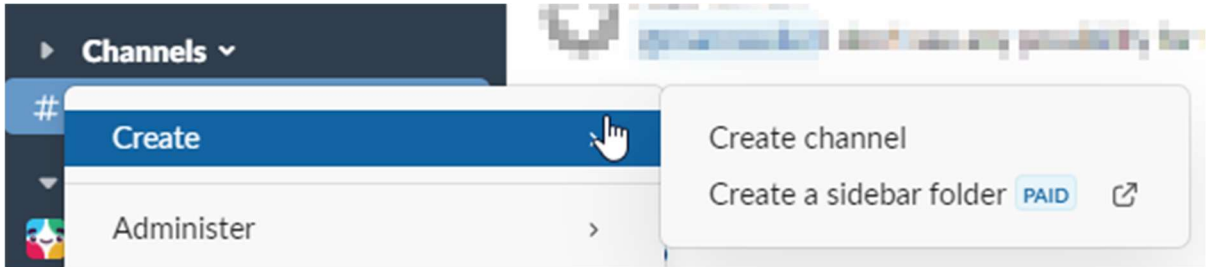 Channels
#
Create
Create channel
Create a sidebar folder PAID
Administer